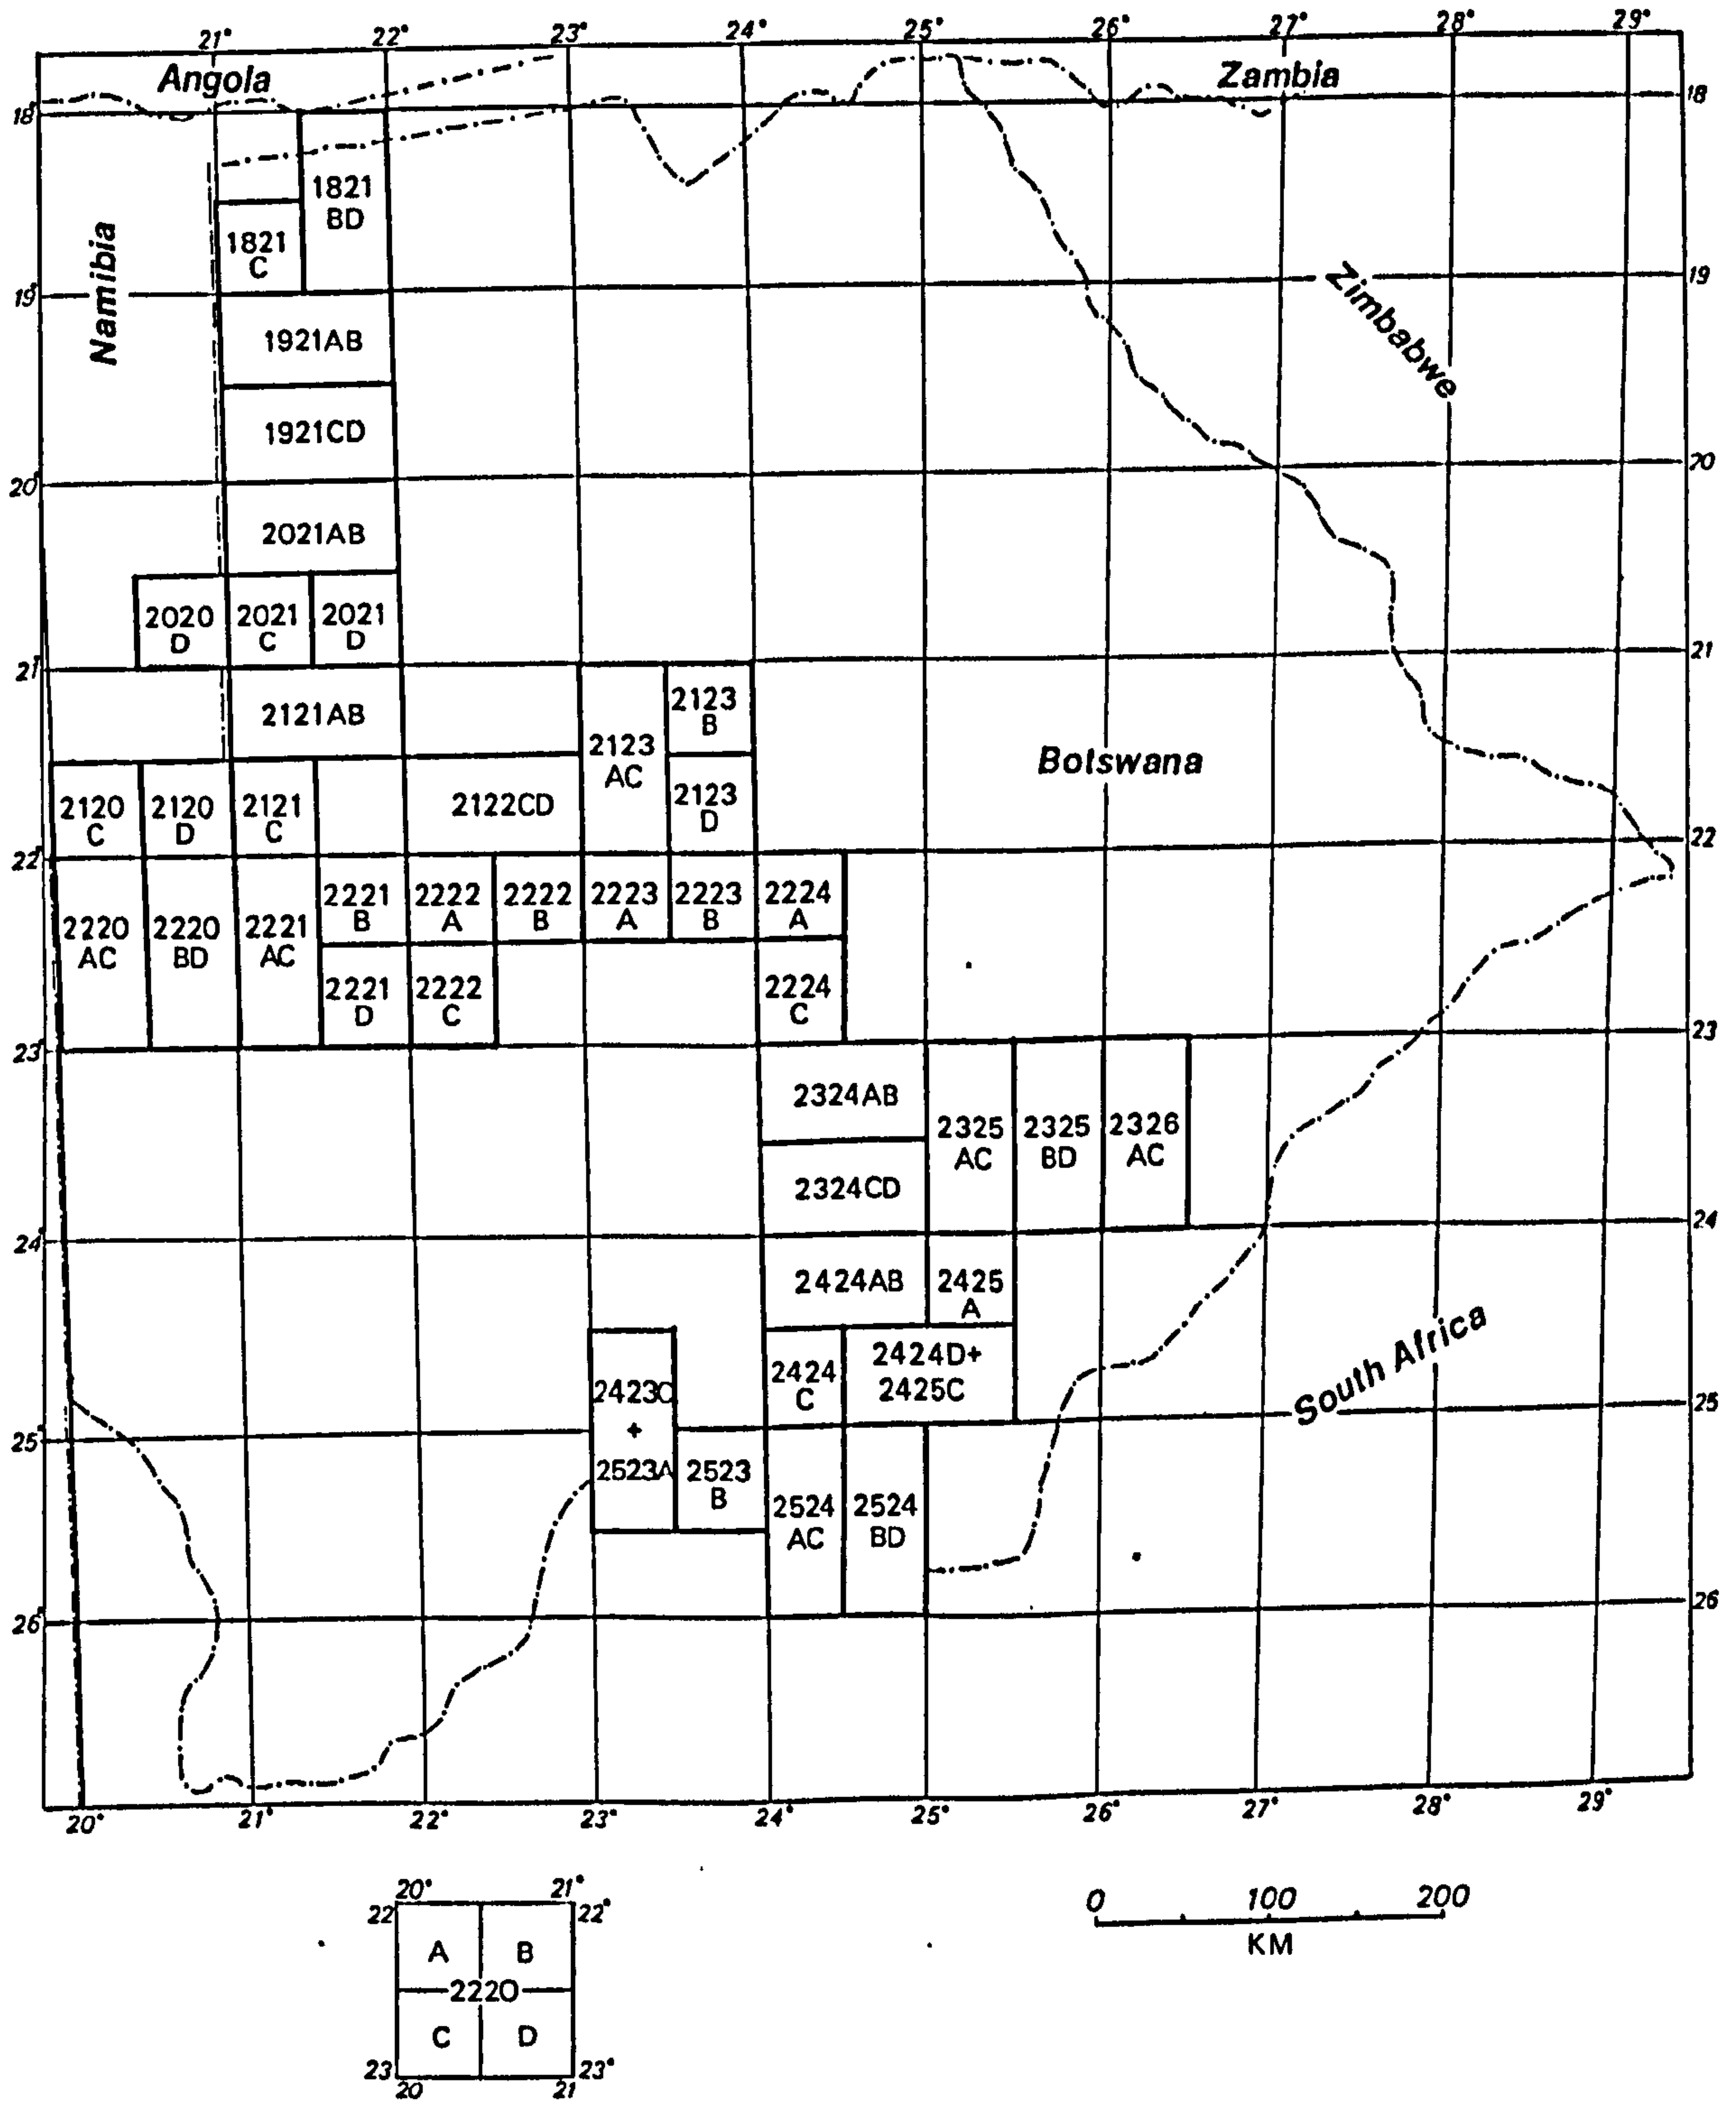 21° 22° 23° 24° 25° 26° 27° 28° 29°
Angola
Zambia
18° 18
1821
BD
1821
C
Namibia
19° 19
Zimbabwe
1921AB
1921CD
20° 20
2021AB
2020
D
2021
C
2021
D
21° 21
2121AB
2123
AC
2123
B
Botswana
2120
C
2120
D
2121
C
2122CD
2123
D
22° 22
2220
AC
2220
BD
2221
AC
2221
B
2222
A
2222
B
2223
A
2223
B
2224
A
2221
D
2222
C
2224
C
23° 23
2324AB
2325
AC
2325
BD
2326
AC
2324CD
24° 24
2424AB
2425
A
South Africa
2423C
+
2523A
2424
C
2424D+
2425C
25° 25
2523
B
2524
AC
2524
BD
26° 26
20° 21° 22° 23° 24° 25° 26° 27° 28° 29°
20° 21°
22 22°
A B
2220
C D
23 23°
20 21
0 100 200
KM